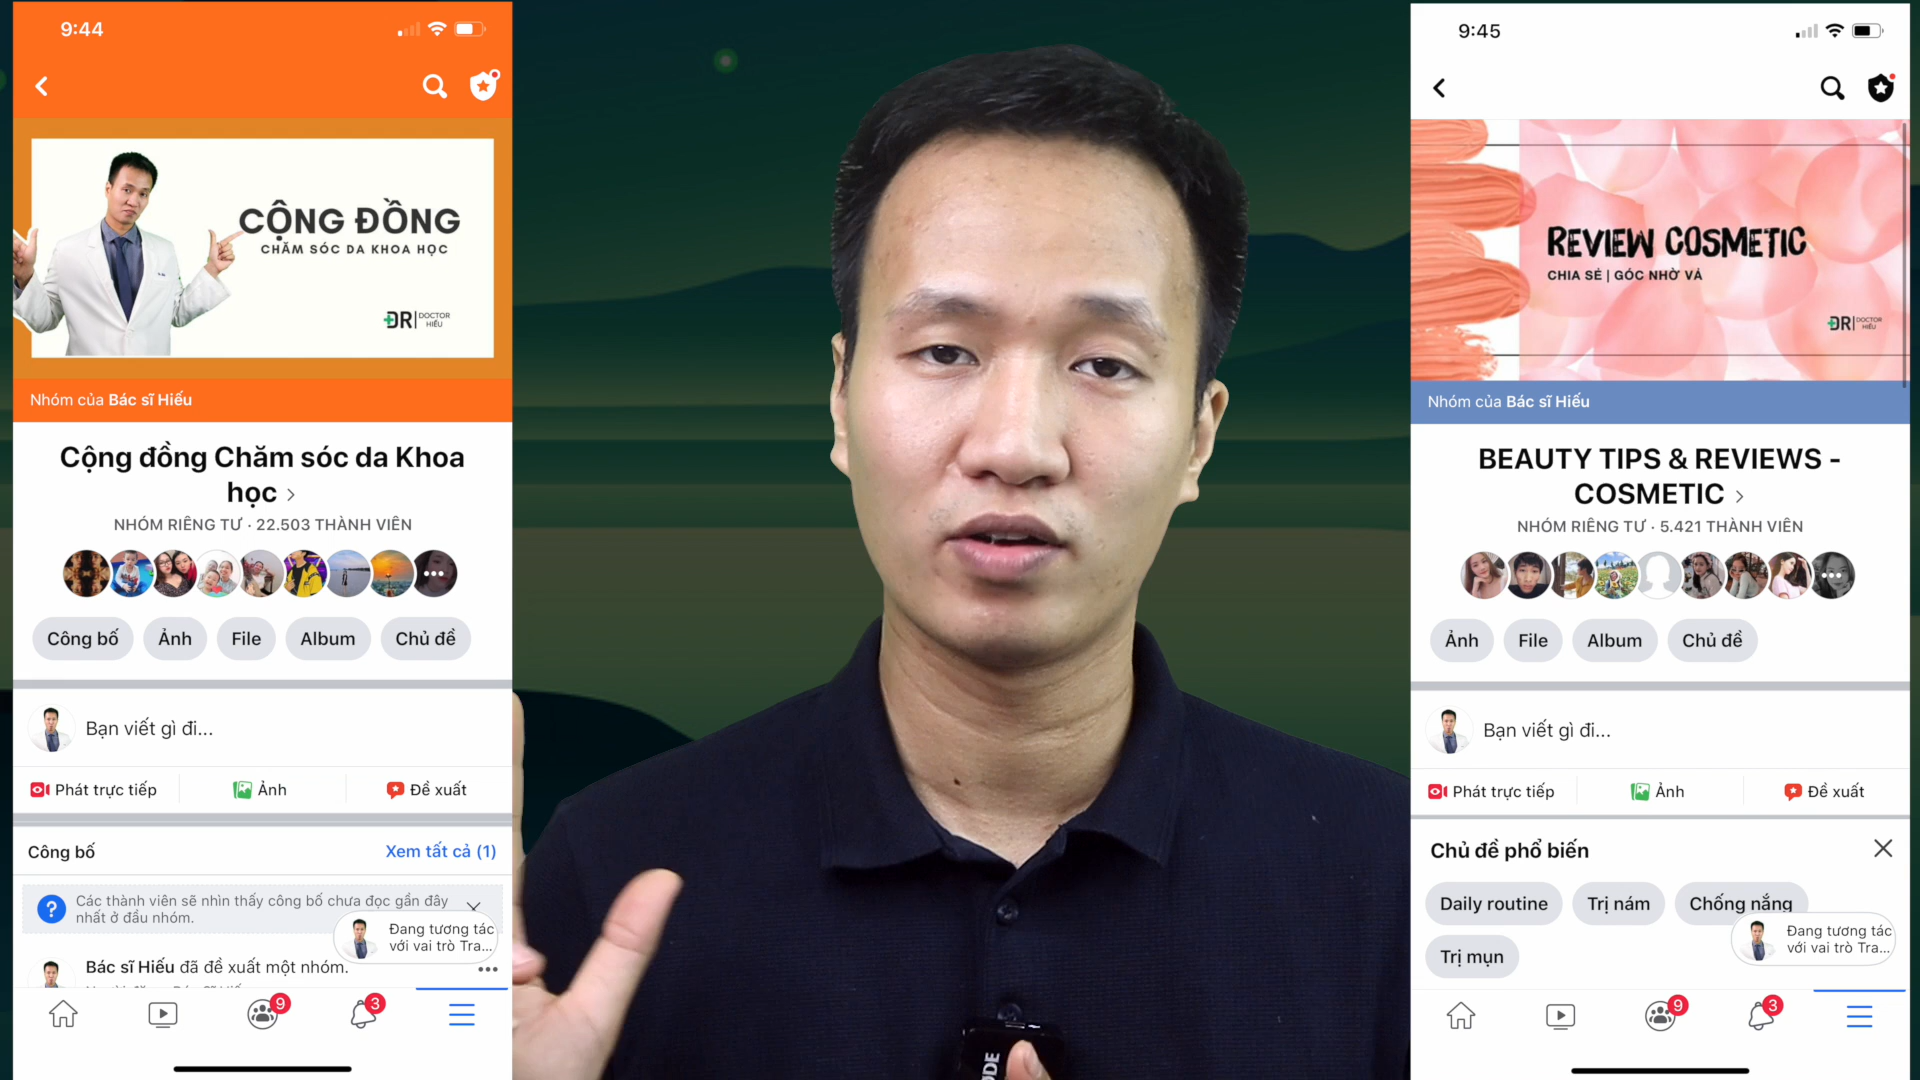 9:44
CỘNG ĐỒNG
CHĂM SÓC DA KHOA HỌC
DR DOCTOR
HIẾU
Nhóm của Bác sĩ Hiếu
Cộng đồng Chăm sóc da Khoa
học
NHÓM RIÊNG TƯ · 22.503 THÀNH VIÊN
Công bố Ảnh File Album Chủ đề
Bạn viết gì đi...
Phát trực tiếp Ảnh Đề xuất
Công bố Xem tất cả (1)
Các thành viên sẽ nhìn thấy công bố chưa đọc gần đây
nhất ở đầu nhóm.
Đang tương tác
với vai trò Tra...
Bác sĩ Hiếu đã đề xuất một nhóm.
9 3
UDE
9:45
REVIEW COSMETIC
CHIA SẺ | GÓC NHỜ VẢ
DR DOCTOR
HIẾU
Nhóm của Bác sĩ Hiếu
BEAUTY TIPS & REVIEWS -
COSMETIC
NHÓM RIÊNG TƯ · 5.421 THÀNH VIÊN
Ảnh File Album Chủ đề
Bạn viết gì đi...
Phát trực tiếp Ảnh Đề xuất
Chủ đề phổ biến
Daily routine Trị nám Chống nắng
Đang tương tác
với vai trò Tra...
Trị mụn
9 3